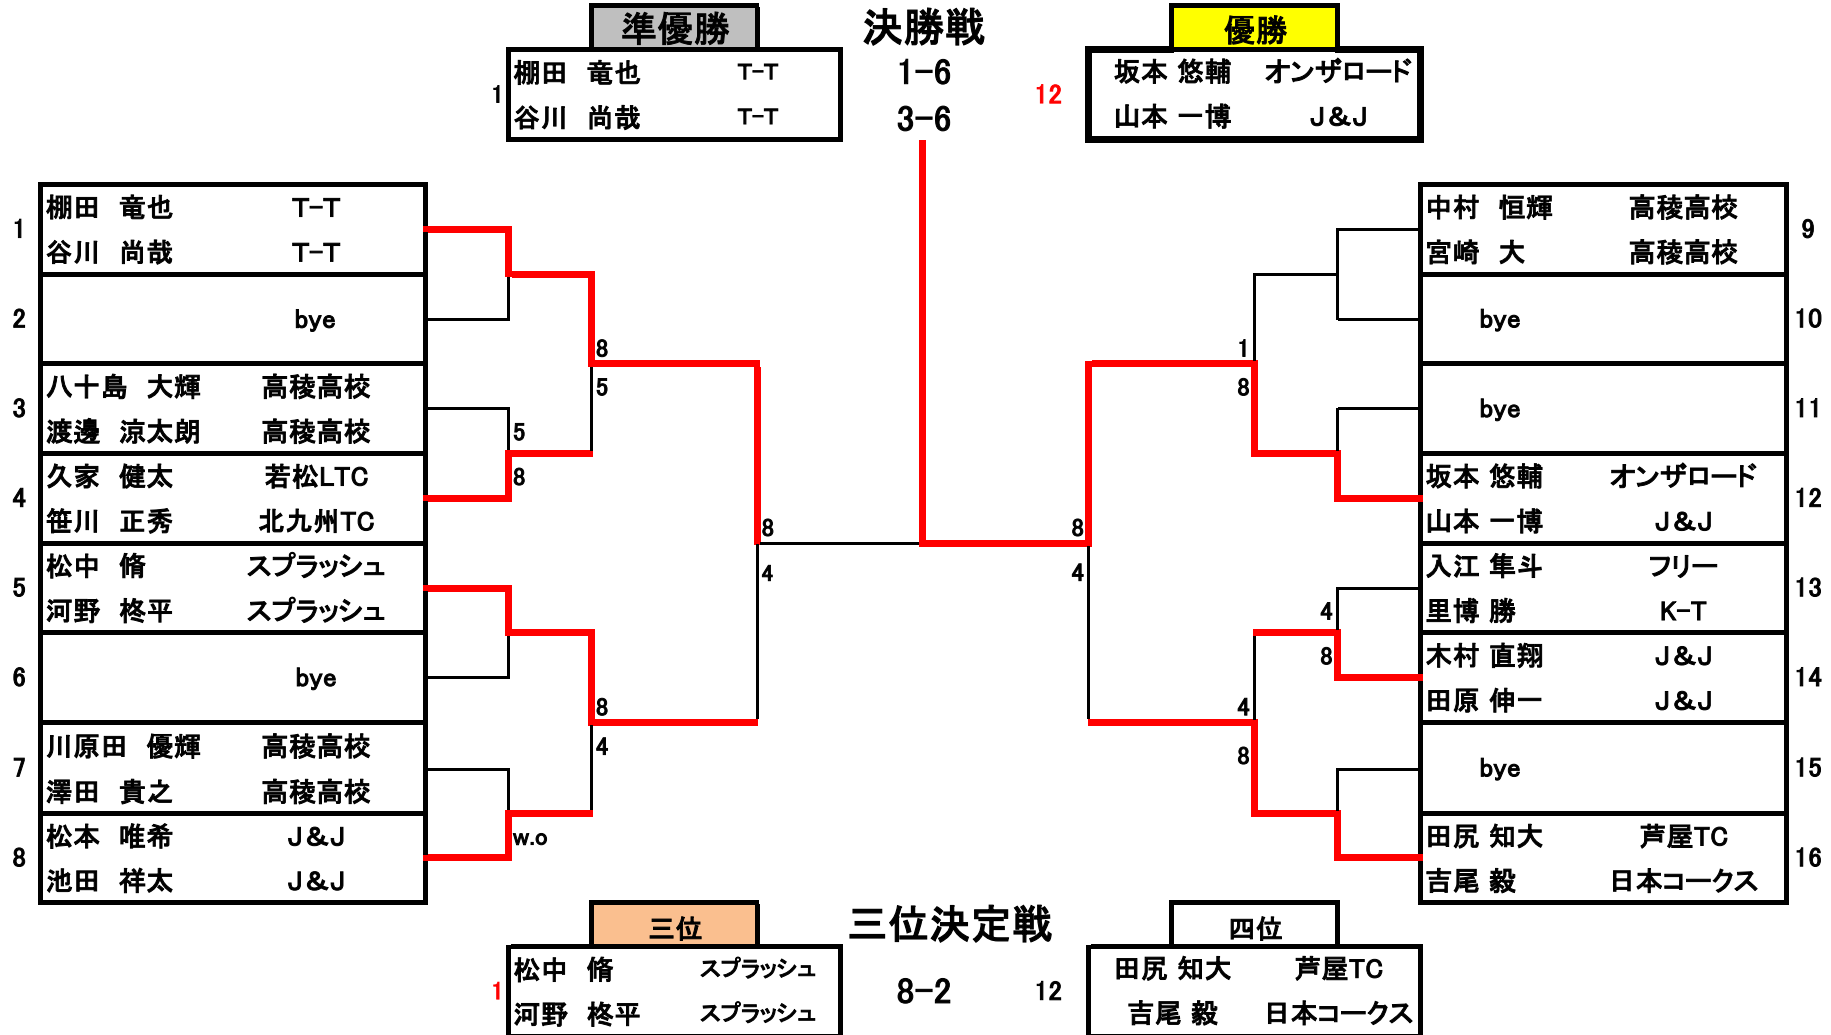 準優勝 決勝戦 優勝
棚田 竜也 T-T 1-6 坂本 悠輔 オンザロード
1 12
谷川 尚哉 T-T 3-6 山本 一博 J&J
棚田 竜也 T-T 中村 恒輝 高稜高校
1 9
谷川 尚哉 T-T 宮崎 大 高稜高校
2 bye bye 10
8 1
八十島 大輝 高稜高校 5 8
3 bye 11
渡邊 涼太朗 高稜高校 5
久家 健太 若松LTC 8 坂本 悠輔 オンザロード
4 12
笹川 正秀 北九州TC 8 8 山本 一博 J&J
松中 脩 スプラッシュ 4 4 入江 隼斗 フリー
5 13
河野 柊平 スプラッシュ 4 里博 勝 K-T
木村 直翔 J&J
6 bye 8 14
田原 伸一 J&J
8 4
川原田 優輝 高稜高校 4 8
7 bye 15
澤田 貴之 高稜高校
松本 唯希 J&J w.o 田尻 知大 芦屋TC
8 16
池田 祥太 J&J 吉尾 毅 日本コークス
三位 三位決定戦 四位
松中 脩 スプラッシュ 田尻 知大 芦屋TC
1 8-2 12
河野 柊平 スプラッシュ 吉尾 毅 日本コークス